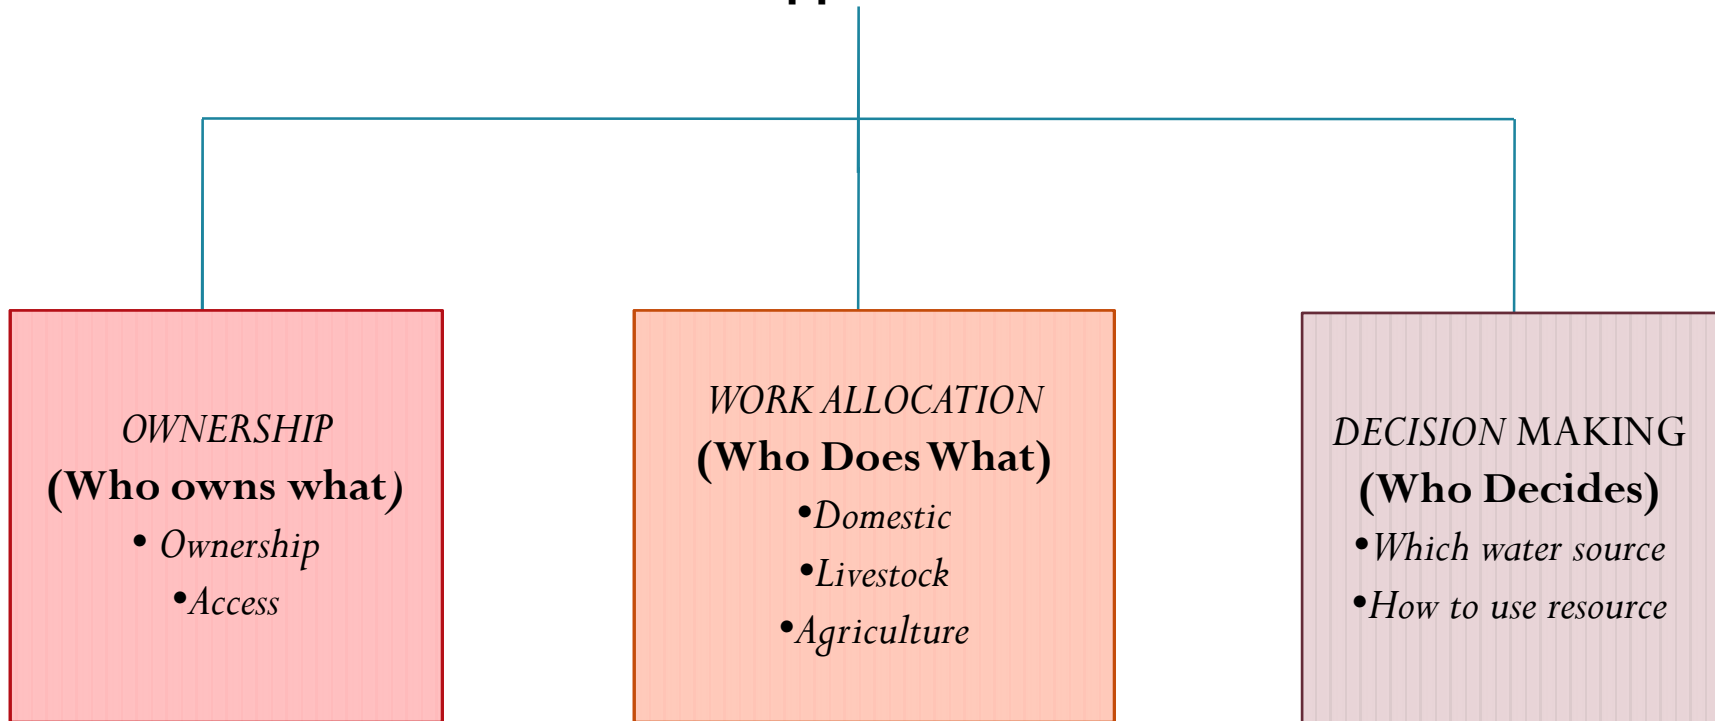 OWNERSHIP
(Who owns what)
• Ownership
•Access
WORK ALLOCATION
(Who Does What)
•Domestic
•Livestock
•Agriculture
DECISION MAKING
(Who Decides)
•Which water source
•How to use resource